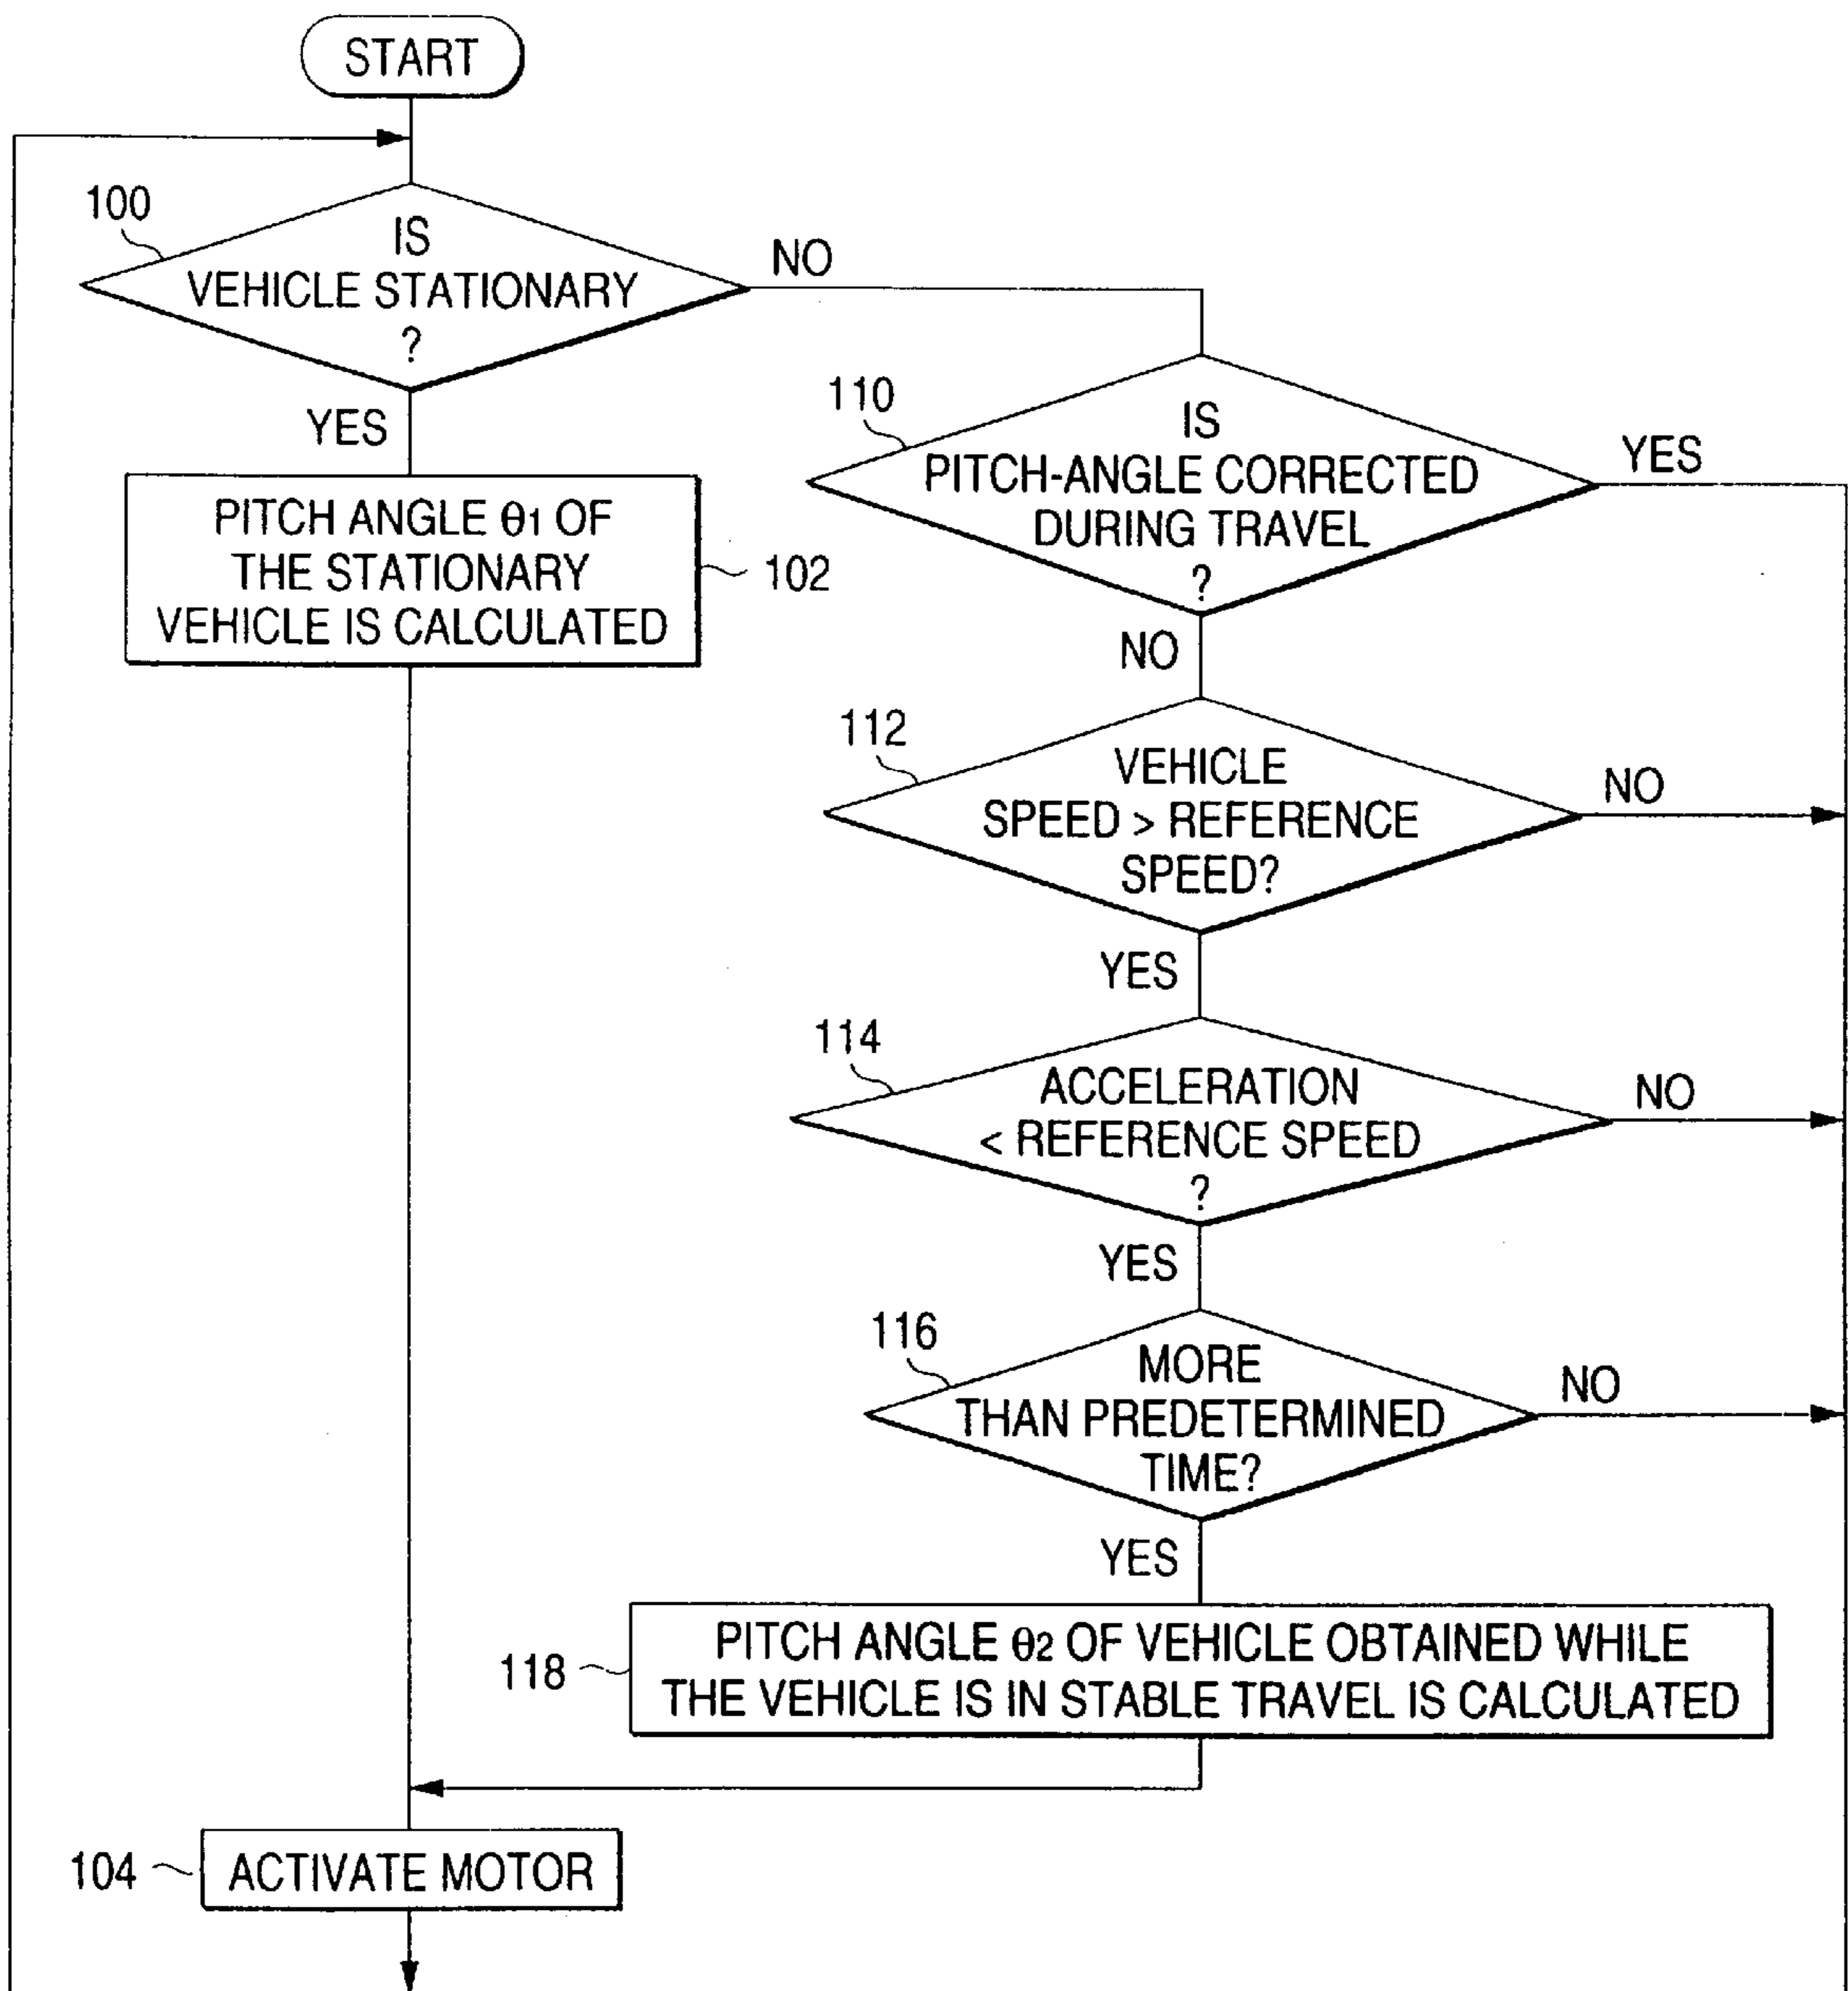 START
100
IS
VEHICLE STATIONARY
?
NO
YES
110
IS
PITCH-ANGLE CORRECTED
DURING TRAVEL
?
YES
NO
PITCH ANGLE θ1 OF
THE STATIONARY
VEHICLE IS CALCULATED
102
112
VEHICLE
SPEED > REFERENCE
SPEED?
NO
YES
114
ACCELERATION
< REFERENCE SPEED
?
NO
YES
116
MORE
THAN PREDETERMINED
TIME?
NO
YES
118
PITCH ANGLE θ2 OF VEHICLE OBTAINED WHILE
THE VEHICLE IS IN STABLE TRAVEL IS CALCULATED
104
ACTIVATE MOTOR